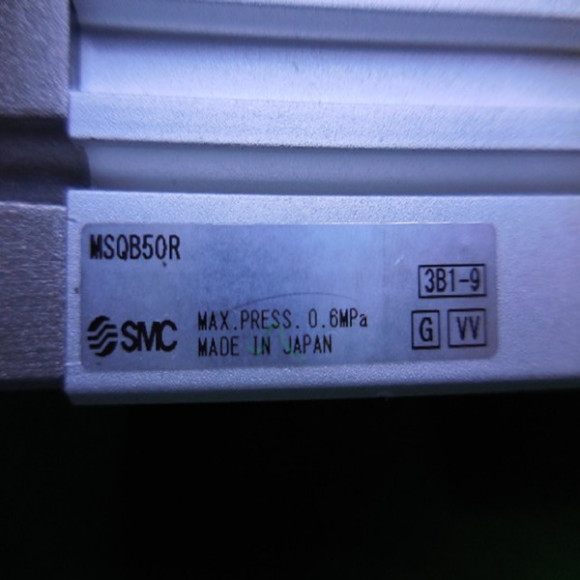 MSQB50R
3B1-9
SMC
MAX.PRESS. 0.6MPa
MADE IN JAPAN
G VV